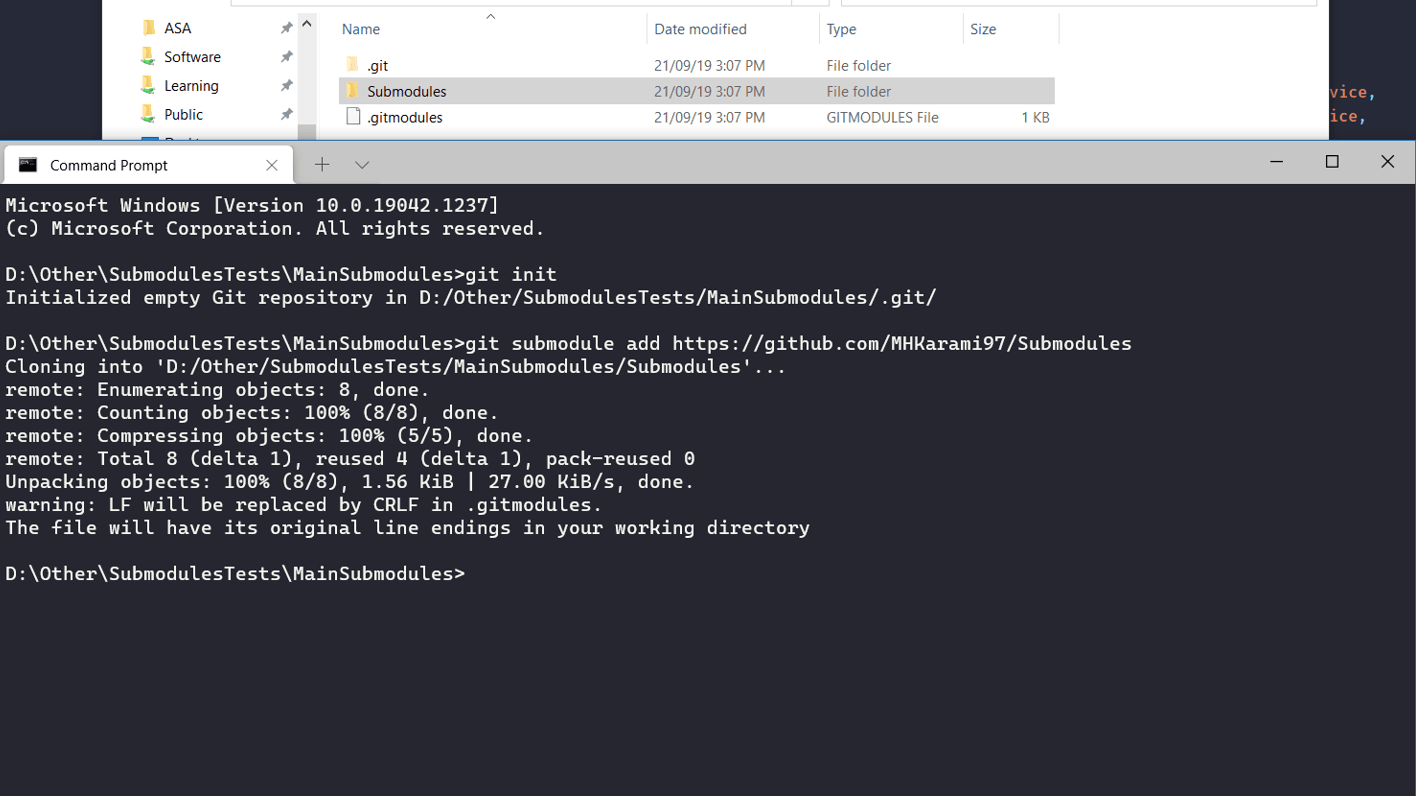 ASA
Name Date modified Type Size
Software
.git 21/09/19 3:07 PM File folder
Learning
Submodules 21/09/19 3:07 PM File folder
vice,
Public
.gitmodules 21/09/19 3:07 PM GITMODULES File 1 KB
ice,
Command Prompt
Microsoft Windows [Version 10.0.19042.1237]
(c) Microsoft Corporation. All rights reserved.
D:\Other\SubmodulesTests\MainSubmodules>git init
Initialized empty Git repository in D:/Other/SubmodulesTests/MainSubmodules/.git/
D:\Other\SubmodulesTests\MainSubmodules>git submodule add https://github.com/MHKarami97/Submodules
Cloning into 'D:/Other/SubmodulesTests/MainSubmodules/Submodules'...
remote: Enumerating objects: 8, done.
remote: Counting objects: 100% (8/8), done.
remote: Compressing objects: 100% (5/5), done.
remote: Total 8 (delta 1), reused 4 (delta 1), pack-reused 0
Unpacking objects: 100% (8/8), 1.56 KiB | 27.00 KiB/s, done.
warning: LF will be replaced by CRLF in .gitmodules.
The file will have its original line endings in your working directory
D:\Other\SubmodulesTests\MainSubmodules>